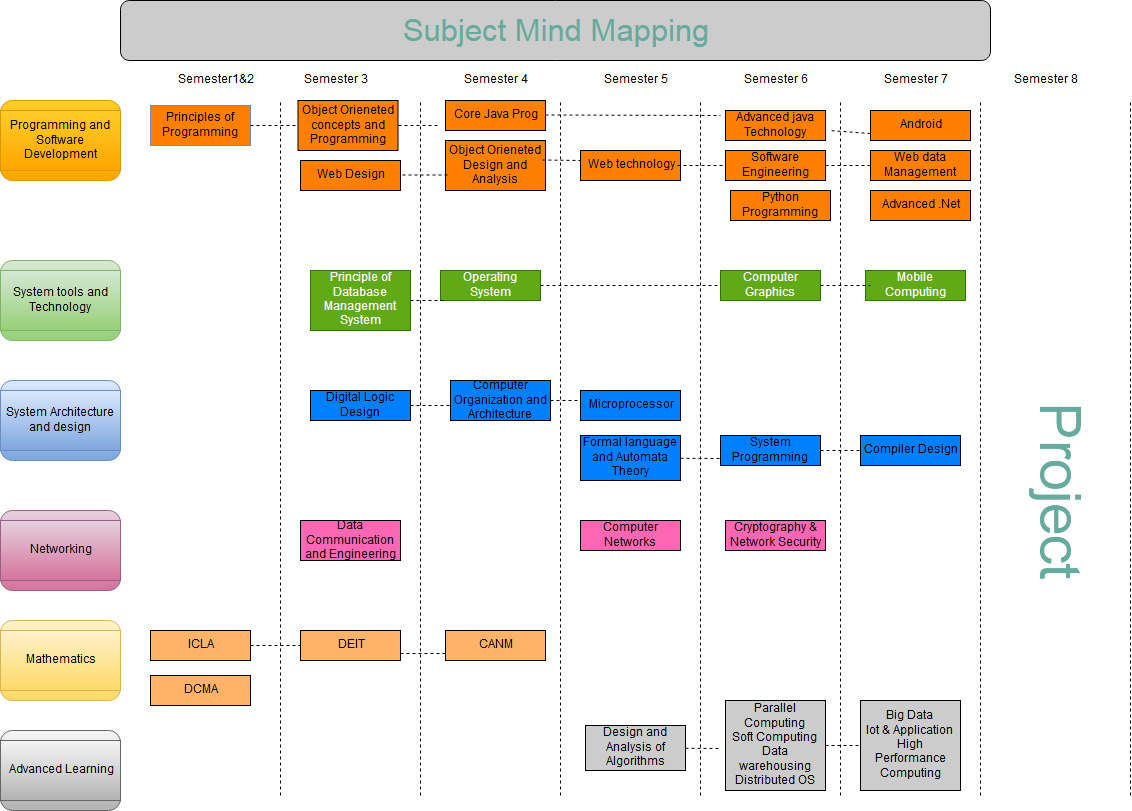 Subject Mind Mapping
Semester1&2
Semester 3
Semester 4
Semester 5
Semester 6
Semester 7
Semester 8
Programming and
Software
Development
Principles of
Programming
Object Orieneted
concepts and
Programming
Core Java Prog
Advanced java
Technology
Android
Web Design
Object Orieneted
Design and
Analysis
Web technology
Software
Engineering
Web data
Management
Python
Programming
Advanced .Net
System tools and
Technology
Principle of
Database
Management
System
Operating
System
Computer
Graphics
Mobile
Computing
System Architecture
and design
Digital Logic
Design
Computer
Organization and
Architecture
Microprocessor
Formal language
and Automata
Theory
System
Programming
Compiler Design
Project
Networking
Data
Communication
and Engineering
Computer
Networks
Cryptography &
Network Security
Mathematics
ICLA
DEIT
CANM
DCMA
Advanced Learning
Design and
Analysis of
Algorithms
Parallel
Computing
Soft Computing
Data
warehousing
Distributed OS
Big Data
Iot & Application
High
Performance
Computing